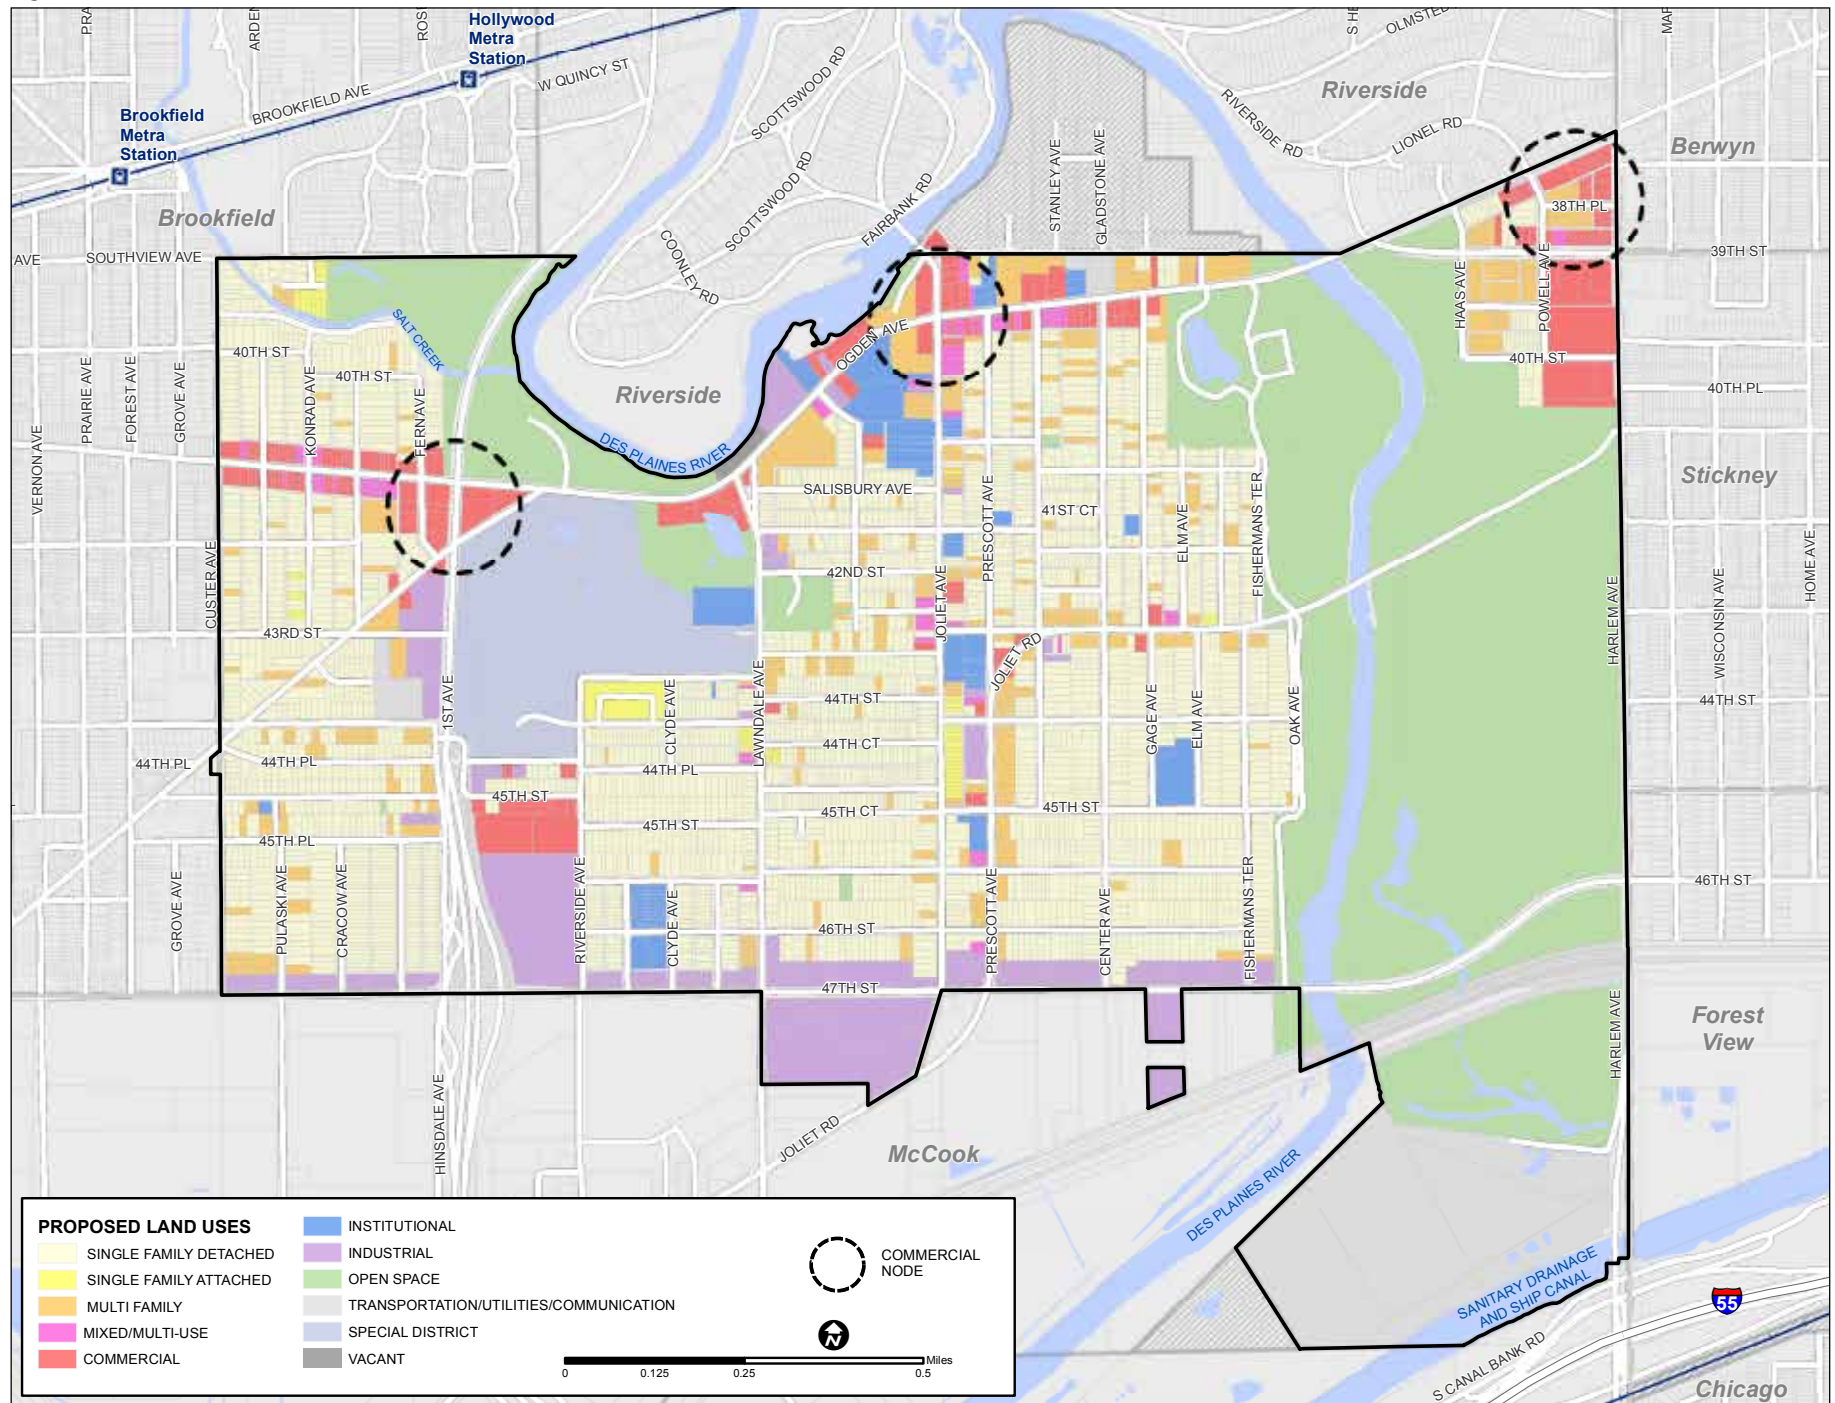 Hollywood
Metra
Station
Brookfield
Metra
Station
BROOKFIELD AVE
W QUINCY ST
SCOTTSWOOD RD
SCOTTSWOOD RD
COONLEY RD
FAIRBANK RD
STANLEY AVE
GLADSTONE AVE
RIVERSIDE RD
LIONEL RD
OLMSTED
Riverside
Berwyn
Brookfield
AVE
SOUTHVIEW AVE
38TH PL
39TH ST
HAAS AVE
POWELL AVE
40TH ST
40TH PL
SALT CREEK
40TH ST
40TH ST
KONRAD AVE
FERN AVE
VERNON AVE
PRAIRIE AVE
FOREST AVE
GROVE AVE
Riverside
OGDEN AVE
DES PLAINES RIVER
SALISBURY AVE
PRESCOTT AVE
41ST CT
ELM AVE
FISHERMANS TER
Stickney
CUSTER AVE
42ND ST
JOLIET AVE
HARLEM AVE
WISCONSIN AVE
HOME AVE
43RD ST
JOLIET RD
1ST AVE
CLYDE AVE
LAWNDALE AVE
44TH ST
GAGE AVE
ELM AVE
OAK AVE
44TH ST
44TH PL
44TH PL
44TH CT
44TH PL
45TH ST
45TH CT
45TH ST
45TH ST
45TH PL
GROVE AVE
PULASKI AVE
CRACOW AVE
RIVERSIDE AVE
CLYDE AVE
46TH ST
PRESCOTT AVE
CENTER AVE
FISHERMANS TER
46TH ST
47TH ST
HARLEM AVE
Forest
View
HINSDALE AVE
JOLIET RD
McCook
DES PLAINES RIVER
SANITARY DRAINAGE
AND SHIP CANAL
55
S CANAL BANK RD
Chicago
PROPOSED LAND USES
SINGLE FAMILY DETACHED
SINGLE FAMILY ATTACHED
MULTI FAMILY
MIXED/MULTI-USE
COMMERCIAL
INSTITUTIONAL
INDUSTRIAL
OPEN SPACE
TRANSPORTATION/UTILITIES/COMMUNICATION
SPECIAL DISTRICT
VACANT
COMMERCIAL
NODE
N
Miles
0 0.125 0.25 0.5